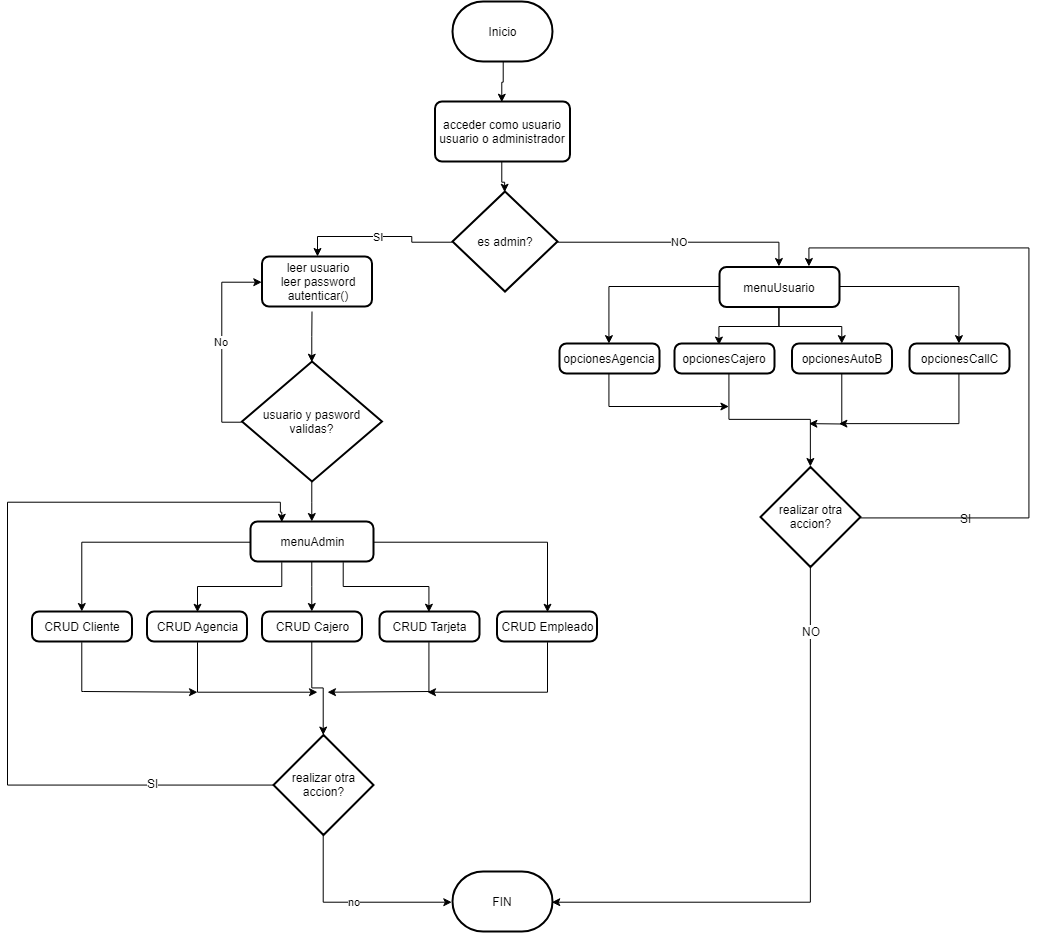 Inicio
acceder como usuario
usuario o administrador
es admin?
SI
NO
leer usuario
leer password
autenticar()
menuUsuario
No
opcionesAgencia
opcionesCajero
opcionesAutoB
opcionesCallC
usuario y pasword
validas?
realizar otra
accion?
SI
menuAdmin
CRUD Cliente
CRUD Agencia
CRUD Cajero
CRUD Tarjeta
CRUD Empleado
NO
realizar otra
accion?
SI
no
FIN